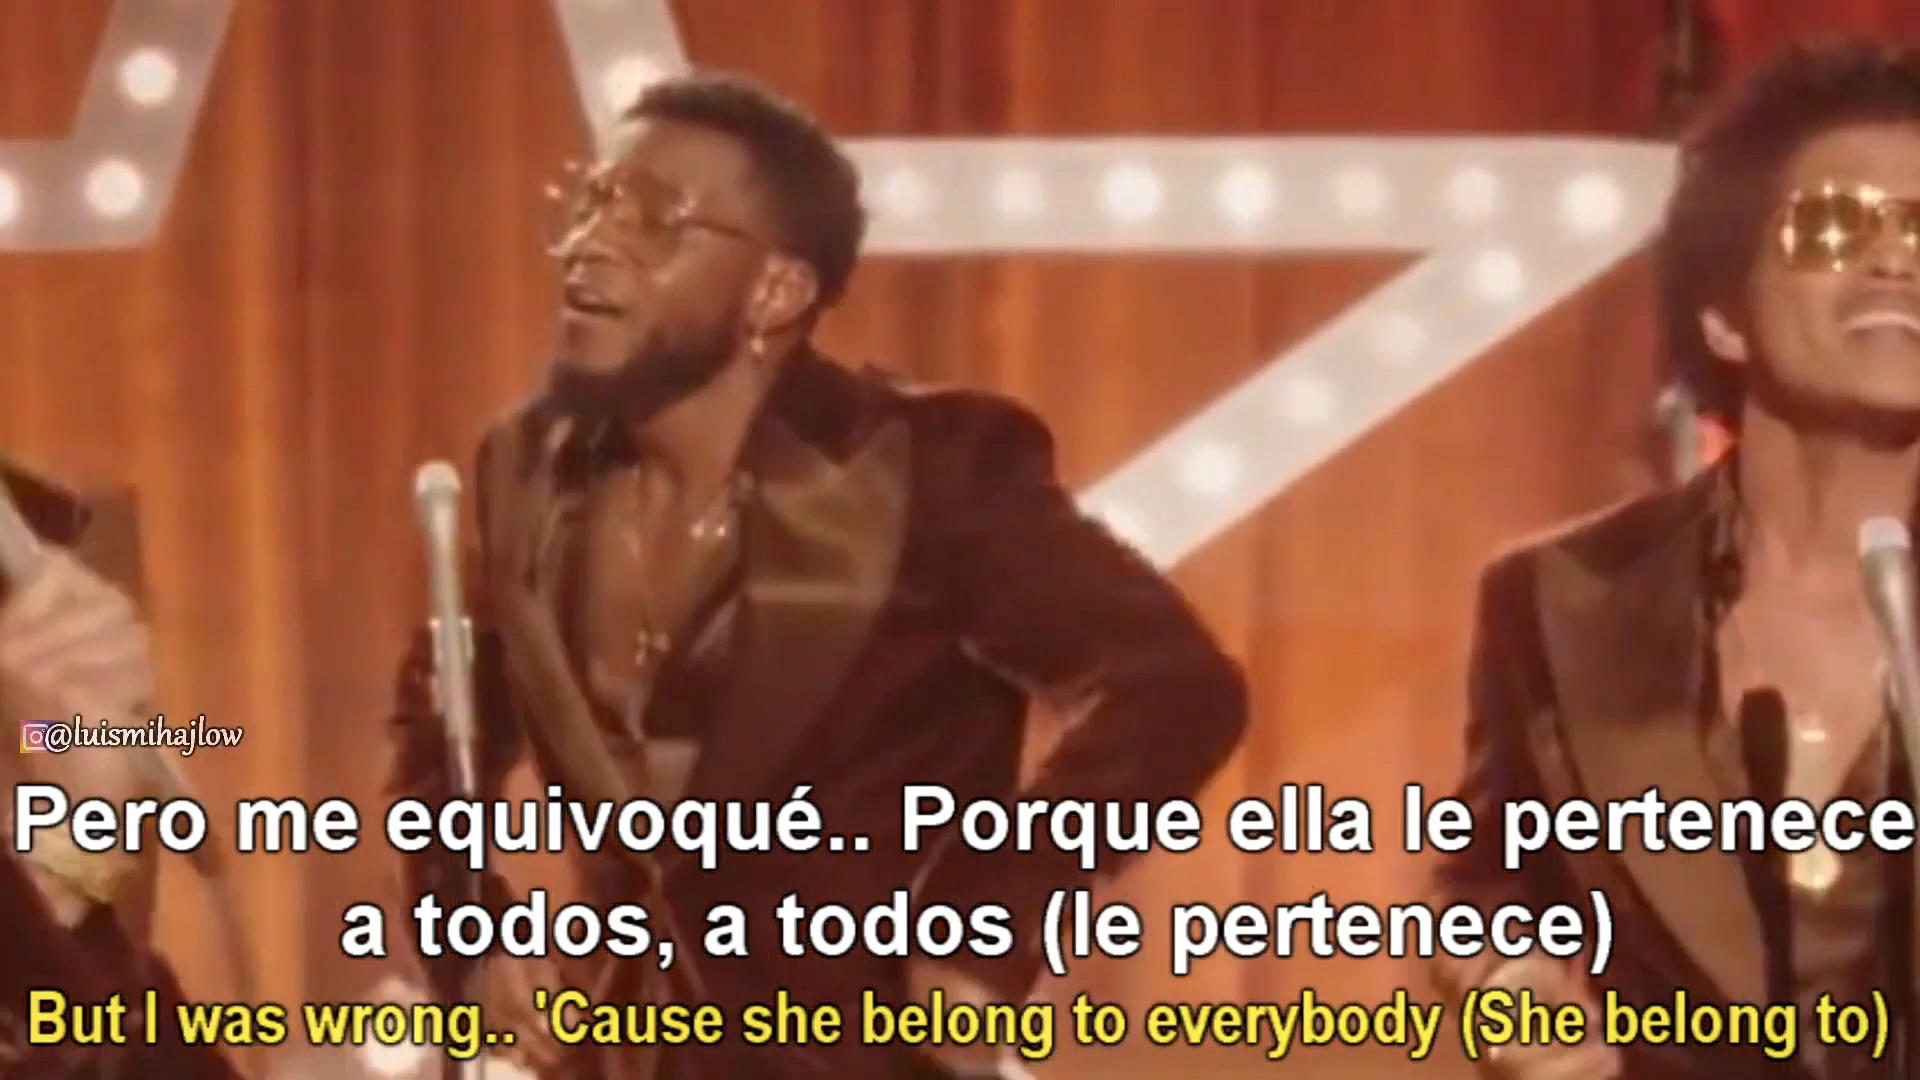 @luismihajlow
Pero me equivoqué.. Porque ella le pertenece
a todos, a todos (le pertenece)
But I was wrong.. 'Cause she belong to everybody (She belong to)